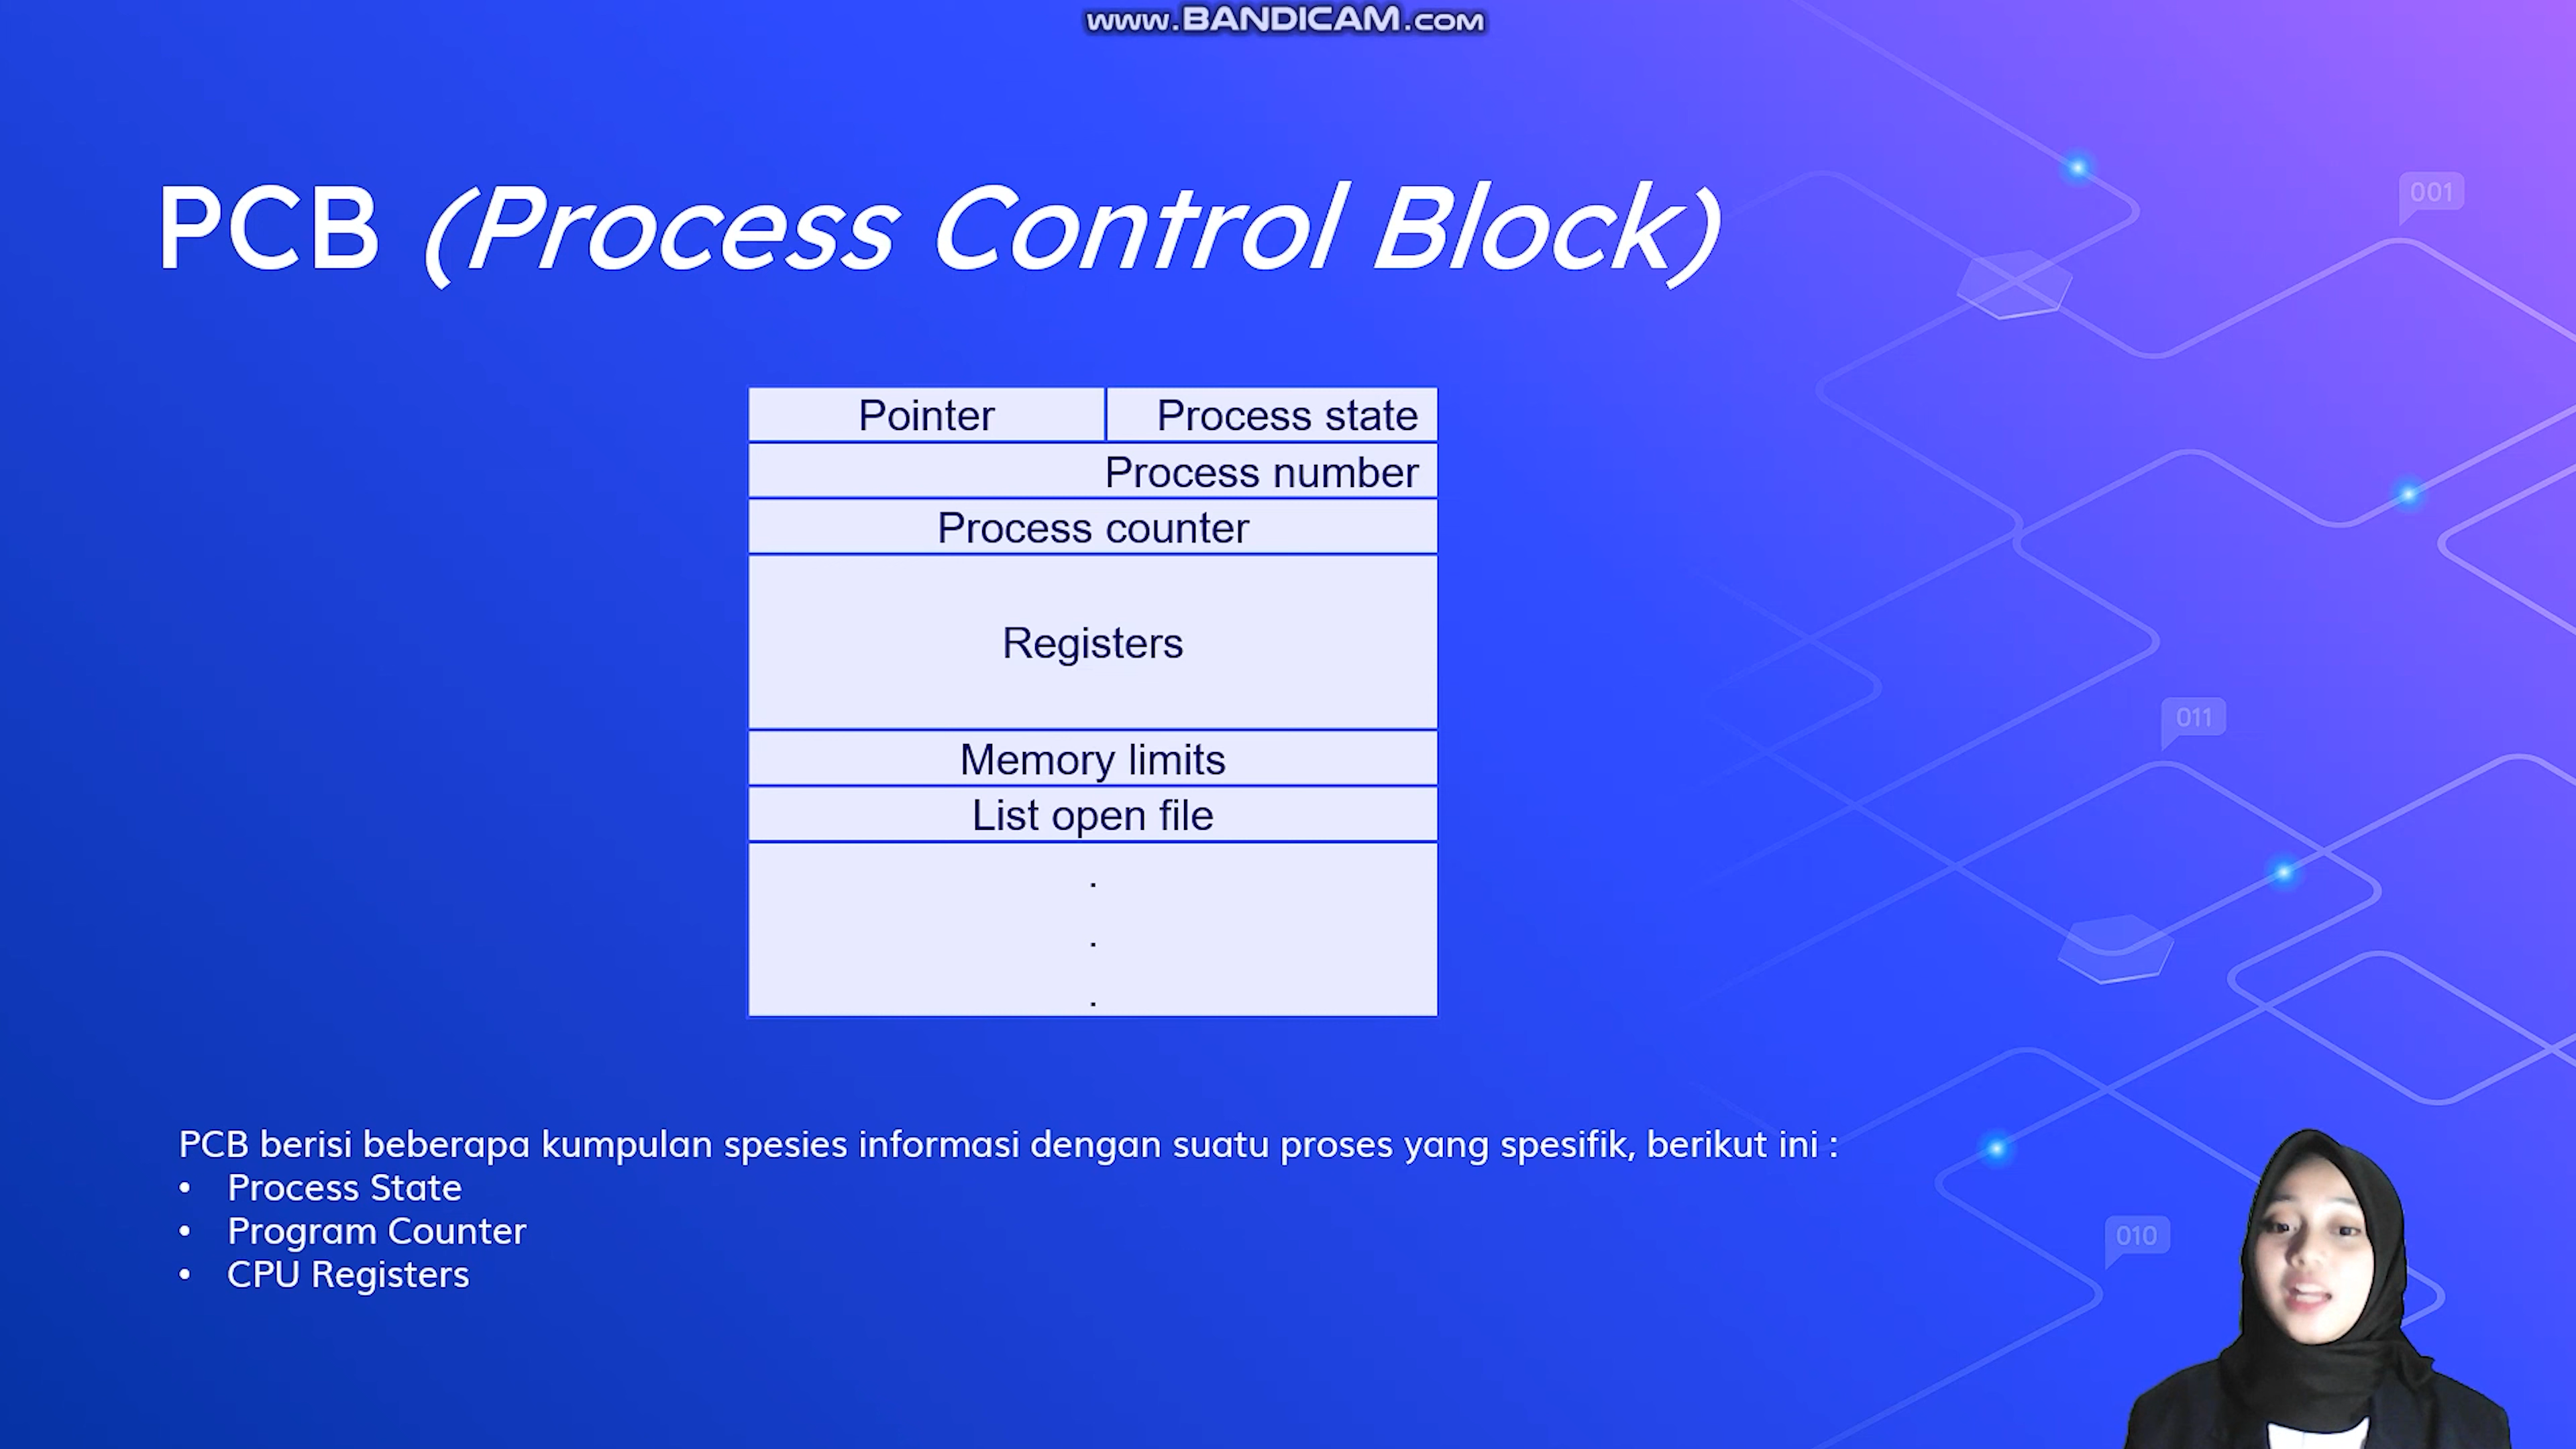 www.BANDICAM.com
PCB (Process Control Block)
001
Pointer Process state
Process number
Process counter
Registers
011
Memory limits
List open file
.
.
.
PCB berisi beberapa kumpulan spesies informasi dengan suatu proses yang spesifik, berikut ini :
• Process State
• Program Counter
• CPU Registers
010